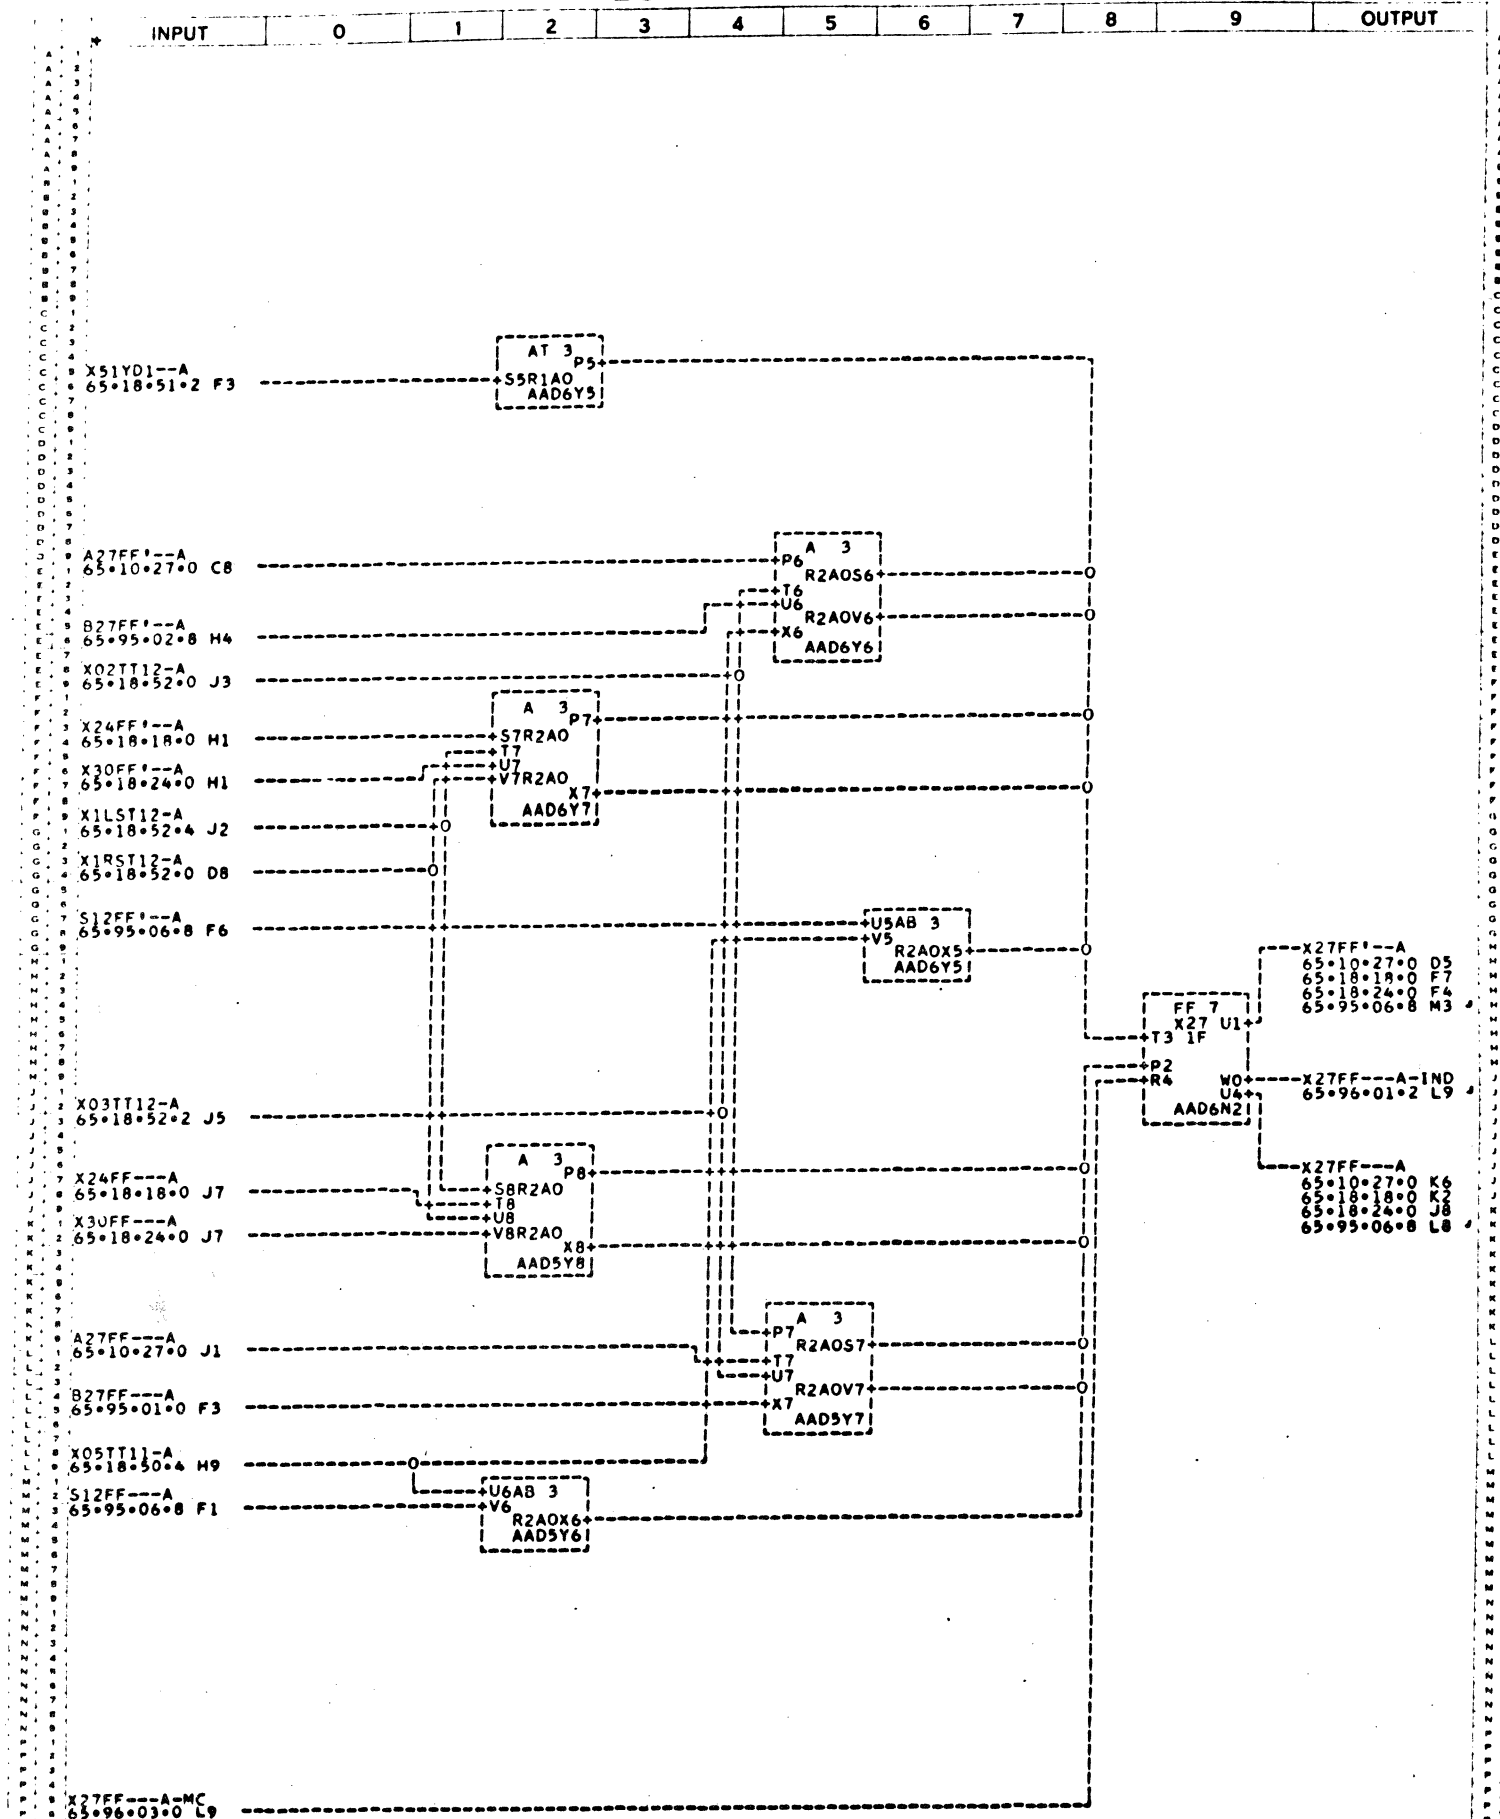 INPUT 0 1 2 3 4 5 6 7 8 9 OUTPUT
AT 3
P5
X51YD1--A
65•18•51•2 F3
S5R1A0
AAD6Y5
A 3
A27FF'--A
P6
65•10•27•0 C8
R2A0S6
T6
U6
B27FF'--A
R2A0V6
65•95•02•8 H4
X6
AAD6Y6
X02TT12-A
65•18•52•0 J3
A 3
P7
X24FF'--A
65•18•18•0 H1
S7R2A0
T7
U7
X30FF'--A
V7R2A0
65•18•24•0 H1
X7
AAD6Y7
X1LST12-A
65•18•52•4 J2
X1RST12-A
65•18•52•0 D8
S12FF'--A
65•95•06•8 F6
U5AB 3
V5
R2A0X5
AAD6Y5
X27FF'--A
65•10•27•0 D5
65•18•18•0 F7
65•18•24•0 F4
65•95•06•8 M3
FF 7
X27 U1
T3 1F
P2
R4 W0
U4
AAD6N2
X27FF---A-IND
65•96•01•2 L9
X03TT12-A
65•18•52•2 J5
A 3
P8
X24FF---A
65•18•18•0 J7
S8R2A0
T8
U8
X30FF---A
65•18•24•0 J7
V8R2A0
X8
AAD5Y8
X27FF---A
65•10•27•0 K6
65•18•18•0 K2
65•18•24•0 J8
65•95•06•8 L8
A 3
P7
A27FF---A
65•10•27•0 J1
R2A0S7
T7
U7
B27FF---A
R2A0V7
65•95•01•0 F3
X7
AAD5Y7
X05TT11-A
65•18•50•4 H9
S12FF---A
65•95•06•8 F1
U6AB 3
V6
R2A0X6
AAD5Y6
X27FF---A-MC
65•96•03•0 L9